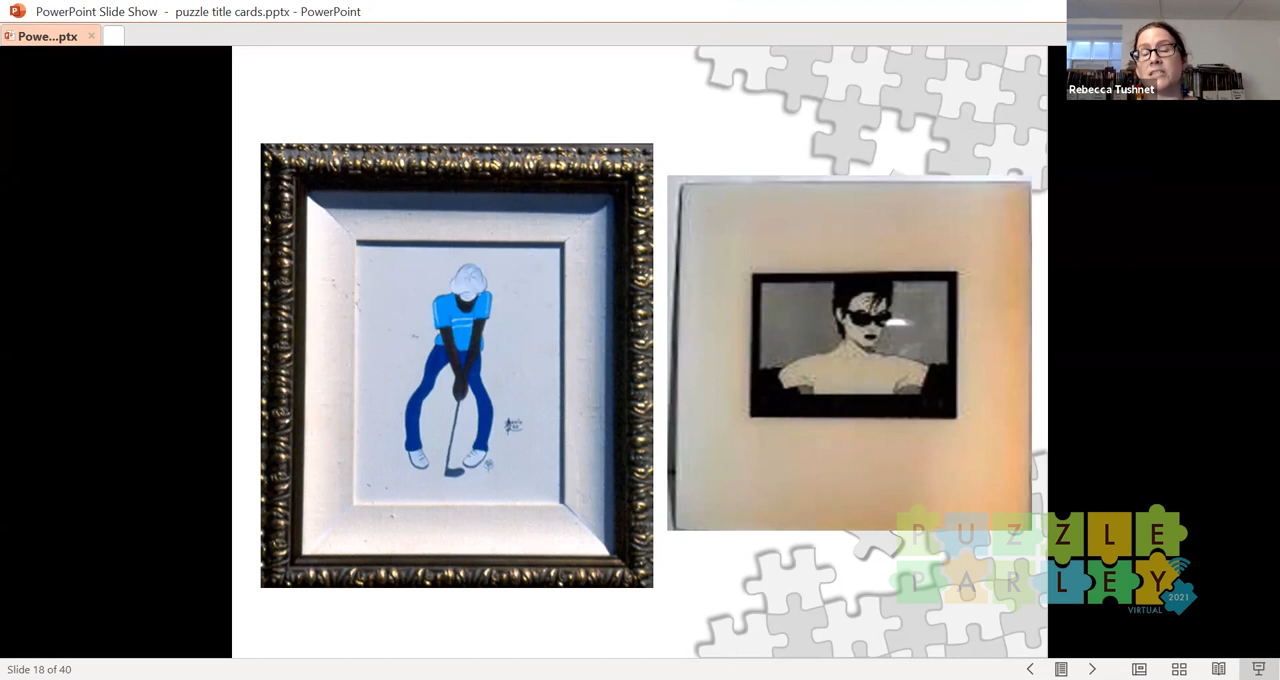 PowerPoint Slide Show - puzzle title cards.pptx - PowerPoint
Powe...ptx
Rebecca Tushnet
PUZZLE
PARLEY
VIRTUAL
2021
Slide 18 of 40